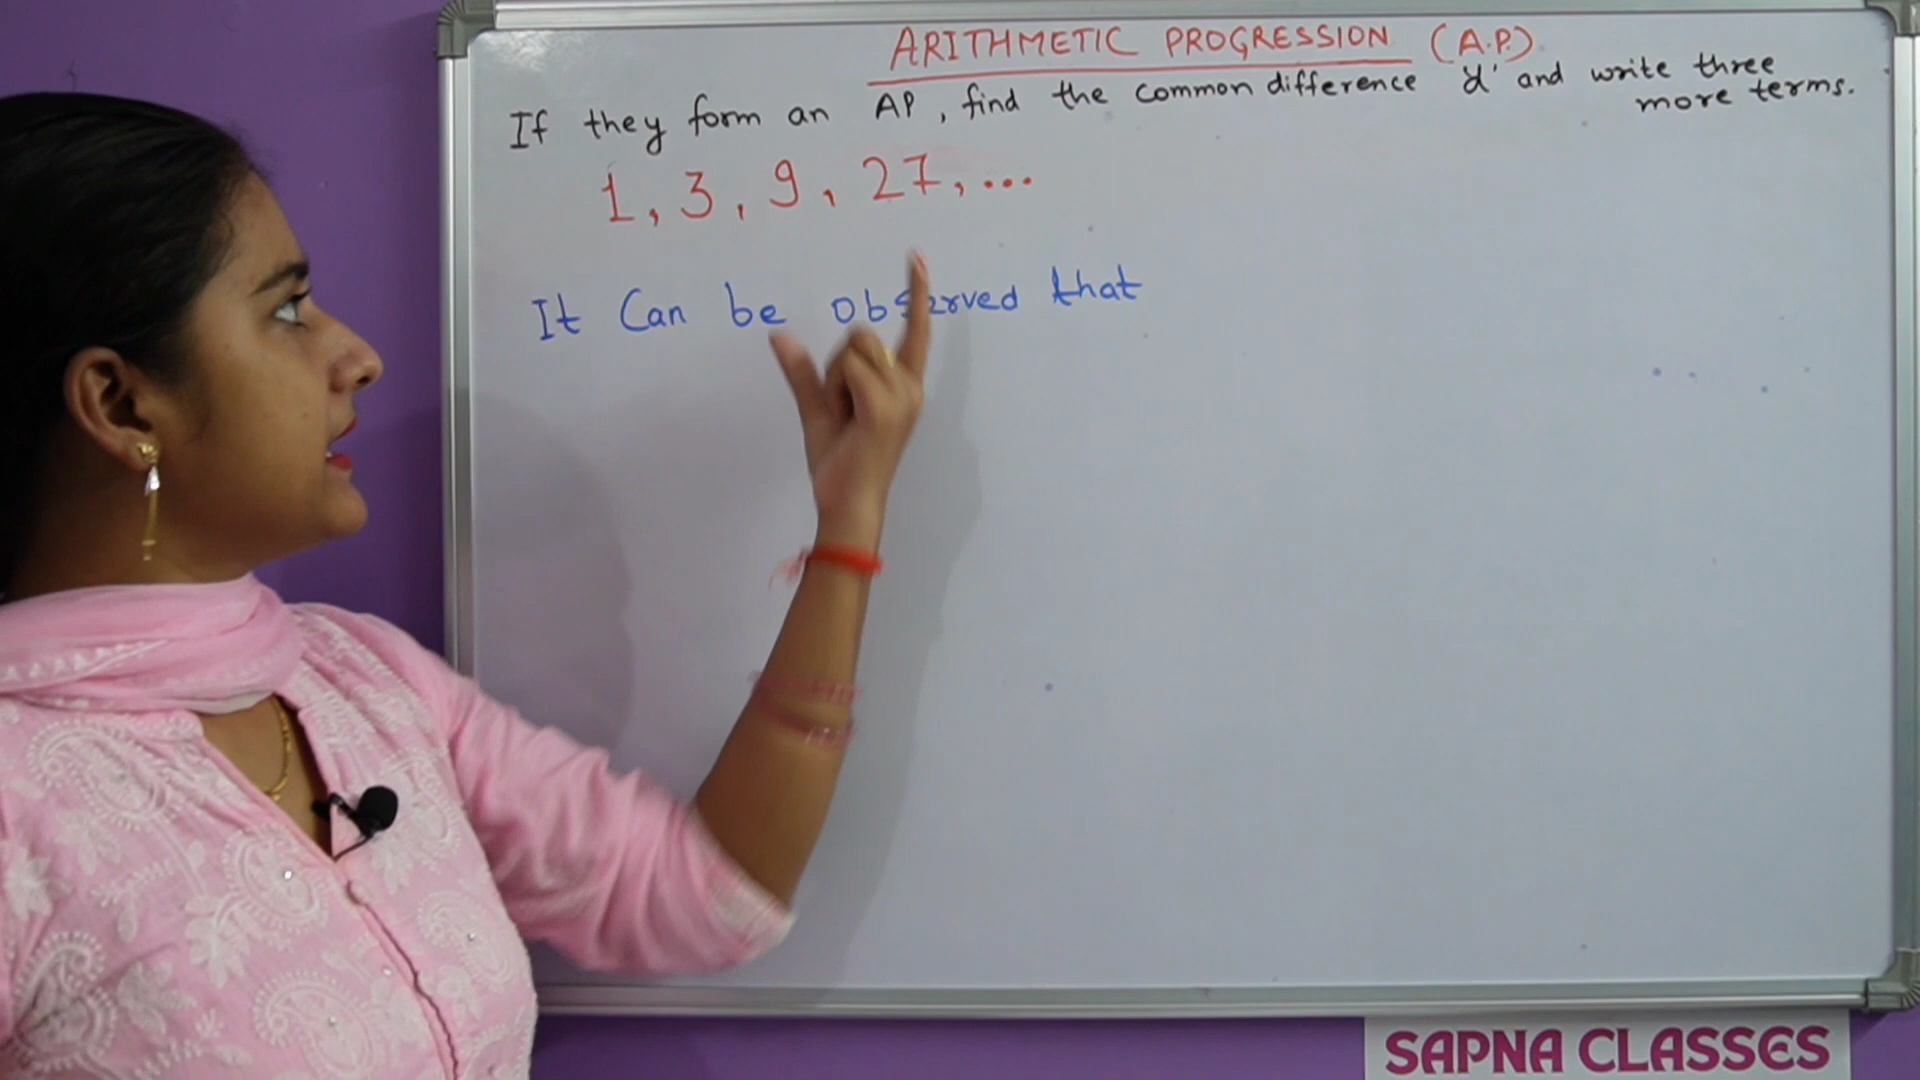 ARITHMETIC PROGRESSION (A.P.)
If they form an AP, find the common difference 'd' and write three
more terms.
1, 3, 9, 27, ...
It Can be observed that
SAPNA CLASSES